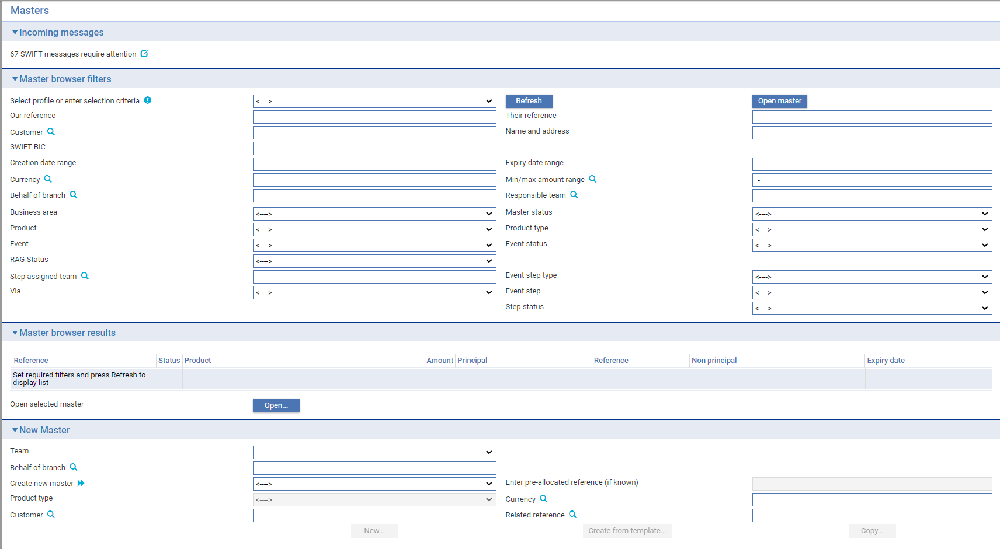 Masters
Incoming messages
67 SWIFT messages require attention
Master browser filters
Select profile or enter selection criteria <----> Refresh Open master
Our reference Their reference
Customer Name and address
SWIFT BIC
Creation date range - Expiry date range -
Currency Min/max amount range -
Behalf of branch Responsible team
Business area <----> Master status <---->
Product <----> Product type <---->
Event <----> Event status <---->
RAG Status <---->
Step assigned team Event step type <---->
Via <----> Event step <---->
Step status <---->
Master browser results
Reference Status Product Amount Principal Reference Non principal Expiry date
Set required filters and press Refresh to
display list
Open selected master Open...
New Master
Team
Behalf of branch
Create new master <----> Enter pre-allocated reference (if known)
Product type <----> Currency
Customer Related reference
New... Create from template... Copy...